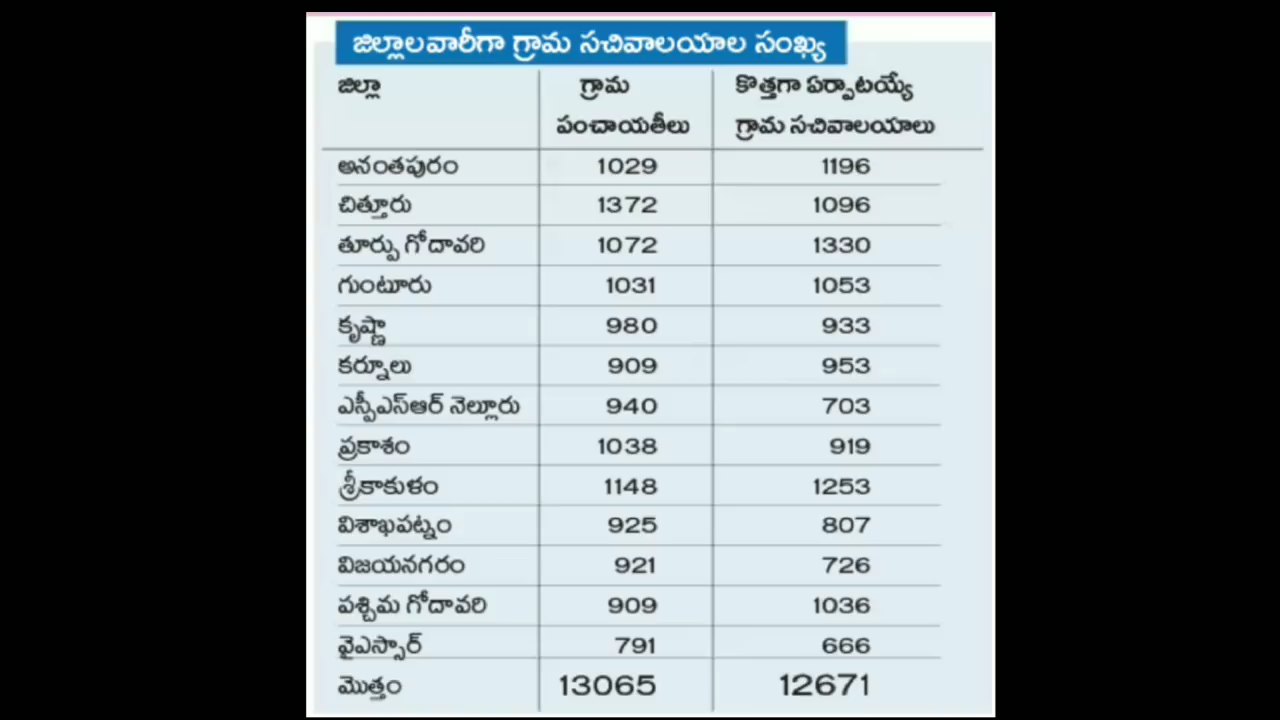 జిల్లాలవారీగా గ్రామ సచివాలయాల సంఖ్య
జిల్లా గ్రామ పంచాయతీలు కొత్తగా ఏర్పాటయ్యే గ్రామ సచివాలయాలు
అనంతపురం 1029 1196
చిత్తూరు 1372 1096
తూర్పు గోదావరి 1072 1330
గుంటూరు 1031 1053
కృష్ణా 980 933
కర్నూలు 909 953
ఎస్పీఎస్ఆర్ నెల్లూరు 940 703
ప్రకాశం 1038 919
శ్రీకాకుళం 1148 1253
విశాఖపట్నం 925 807
విజయనగరం 921 726
పశ్చిమ గోదావరి 909 1036
వైఎస్సార్ 791 666
మొత్తం 13065 12671